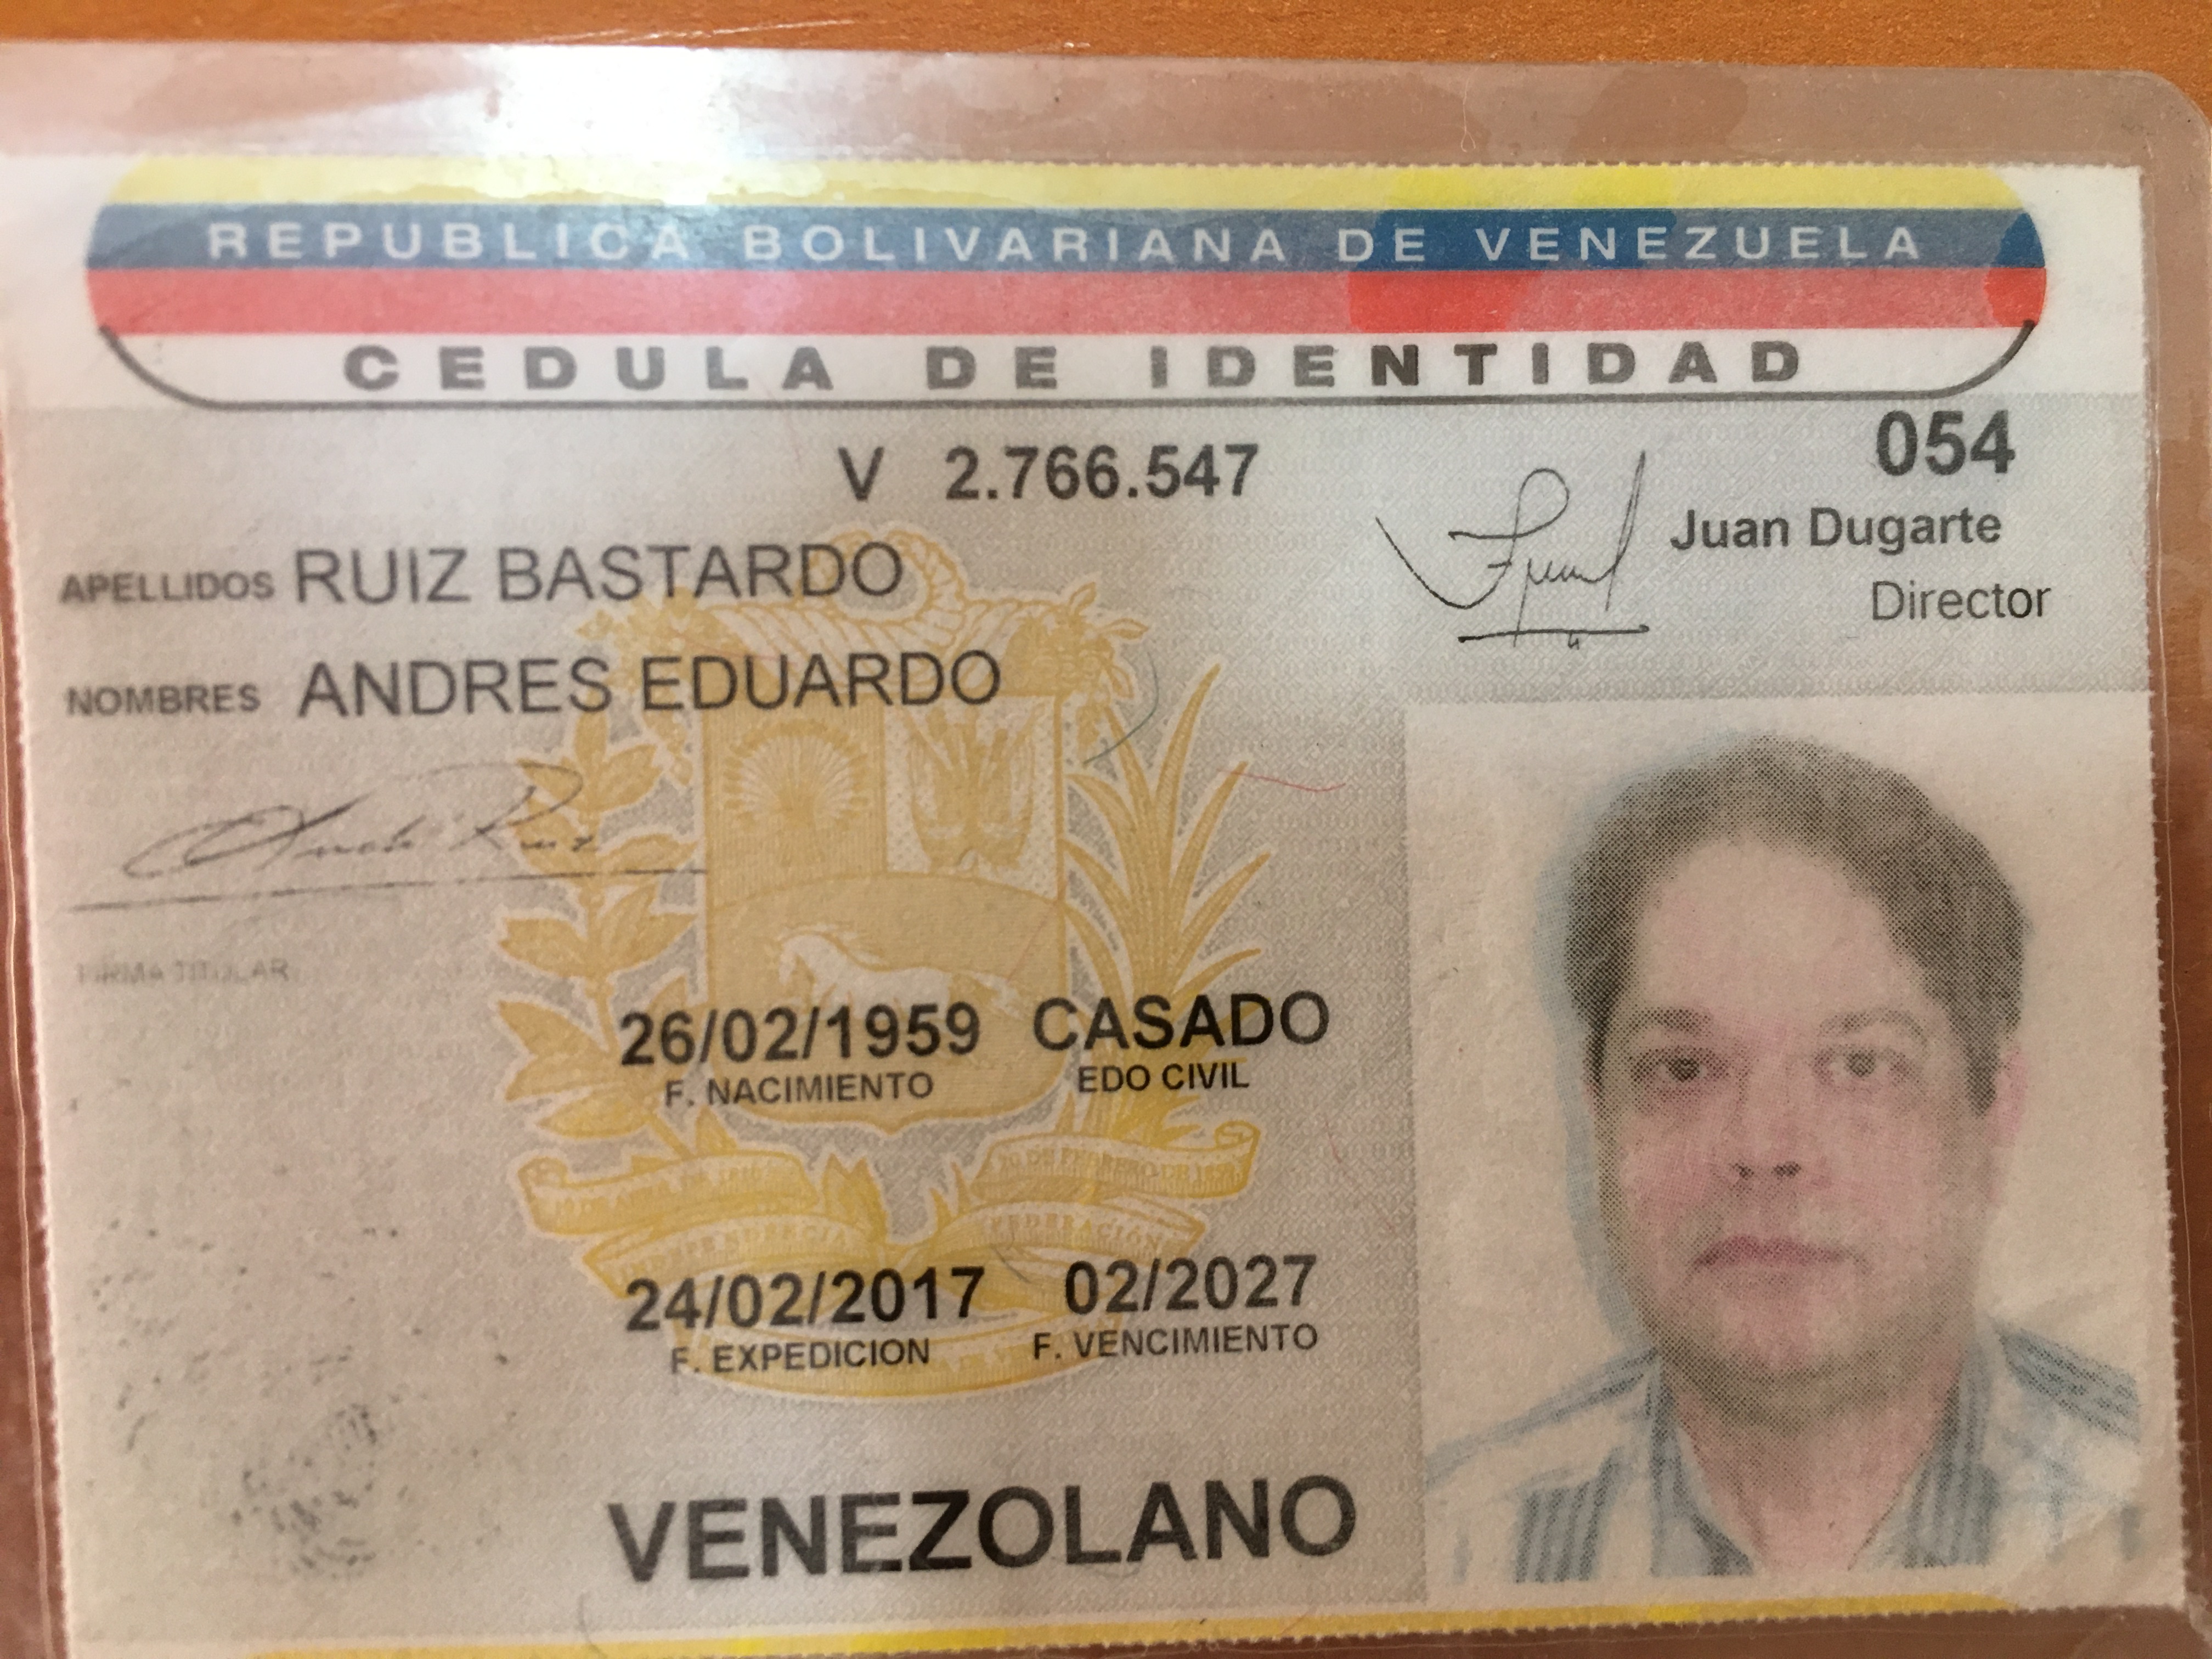 REPUBLICA BOLIVARIANA DE VENEZUELA
CEDULA DE IDENTIDAD
V 2.766.547
054
APELLIDOS RUIZ BASTARDO
Juan Dugarte
NOMBRES ANDRES EDUARDO
Director
FIRMA TITULAR
26/02/1959 CASADO
F. NACIMIENTO EDO CIVIL
24/02/2017 02/2027
F. EXPEDICION F. VENCIMIENTO
VENEZOLANO